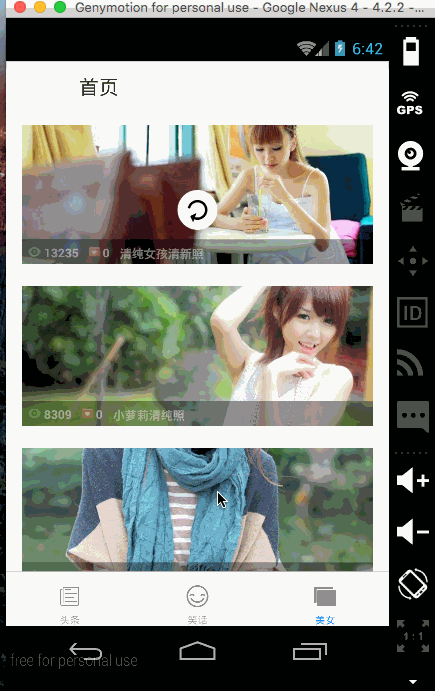 Genymotion for personal use - Google Nexus 4 - 4.2.2 -...
6:42
GPS
首页
13235 0 清纯女孩清新照
ID
8309 0 小萝莉清纯照
头条 笑话 美女
1:1
free for personal use